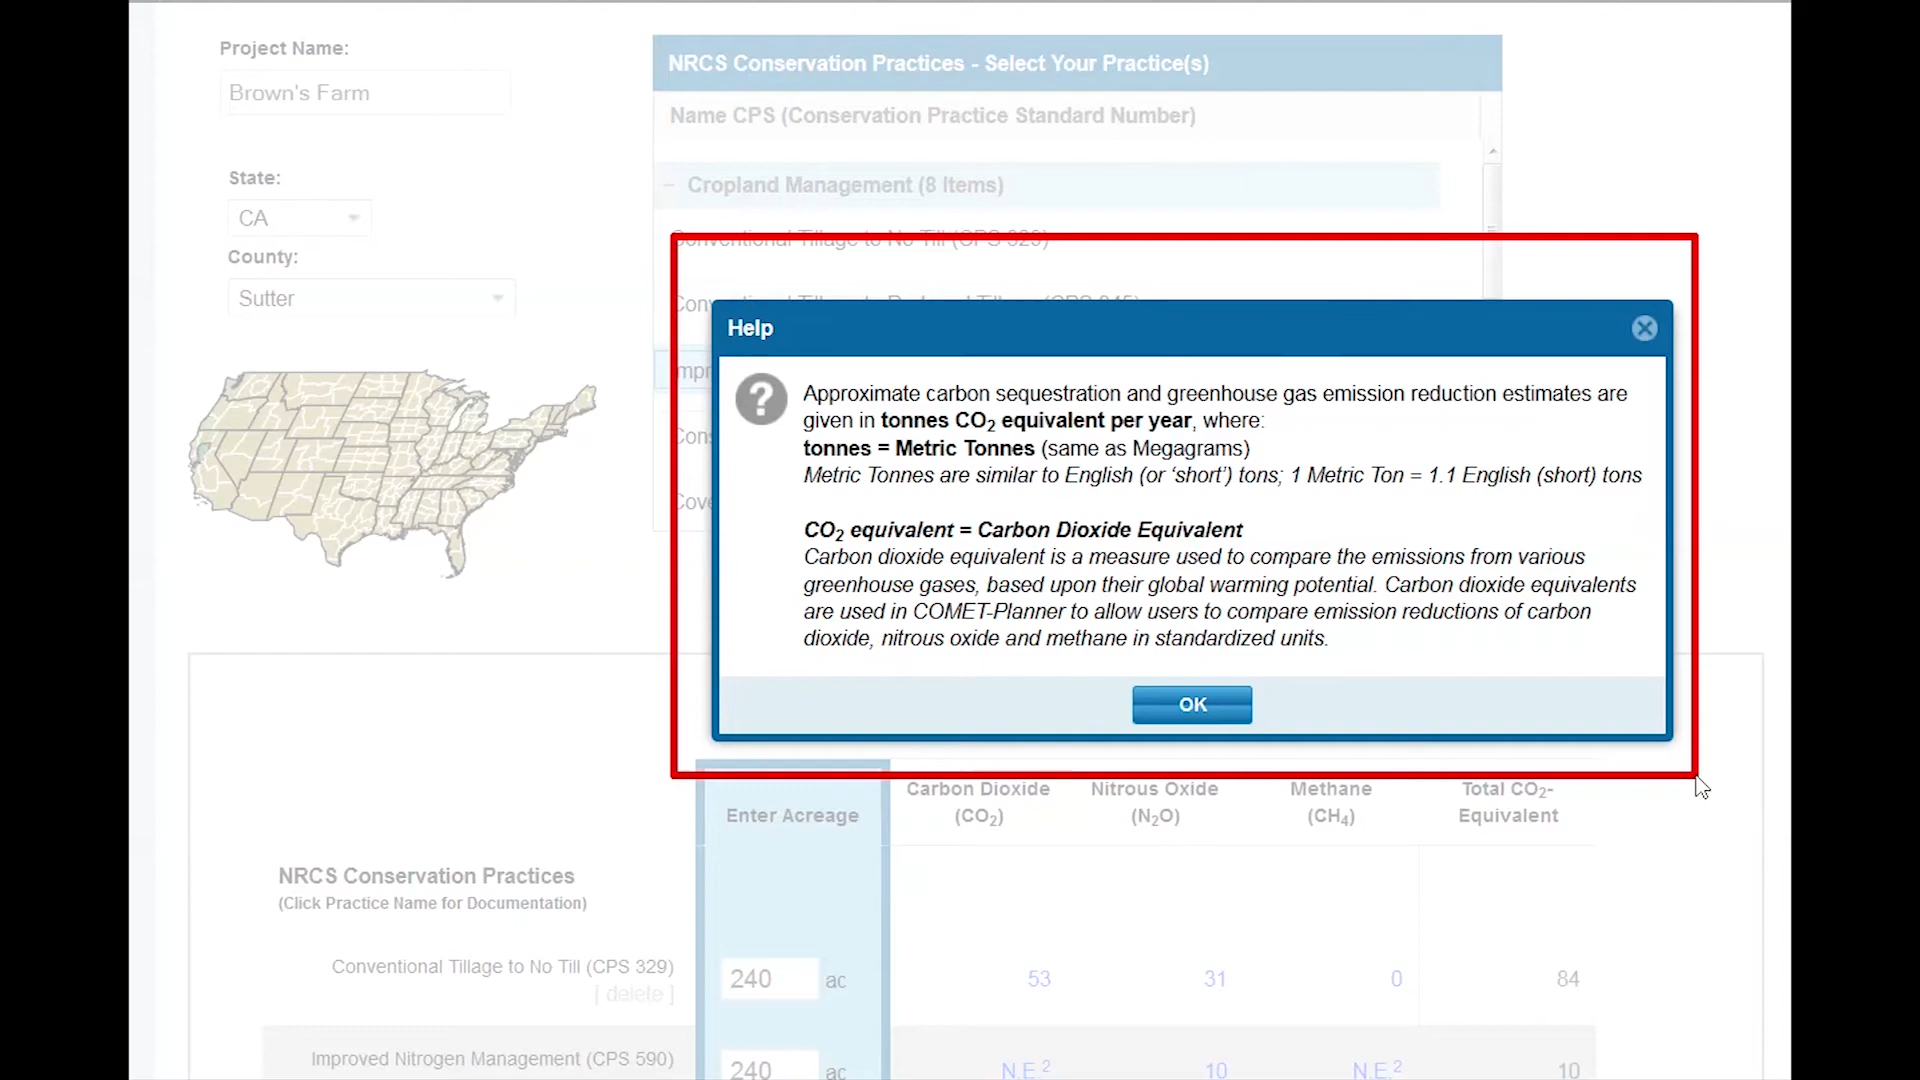 Project Name:
Brown's Farm
State:
CA
County:
Sutter
NRCS Conservation Practices - Select Your Practice(s)
Name CPS (Conservation Practice Standard Number)
Cropland Management (8 Items)
Conventional Tillage to No Till (CPS 329)
Help
Approximate carbon sequestration and greenhouse gas emission reduction estimates are
given in tonnes CO₂ equivalent per year, where:
tonnes = Metric Tonnes (same as Megagrams)
Metric Tonnes are similar to English (or ‘short’) tons; 1 Metric Ton = 1.1 English (short) tons
CO₂ equivalent = Carbon Dioxide Equivalent
Carbon dioxide equivalent is a measure used to compare the emissions from various
greenhouse gases, based upon their global warming potential. Carbon dioxide equivalents
are used in COMET-Planner to allow users to compare emission reductions of carbon
dioxide, nitrous oxide and methane in standardized units.
OK
Enter Acreage
Carbon Dioxide
(CO₂)
Nitrous Oxide
(N₂O)
Methane
(CH₄)
Total CO₂-
Equivalent
NRCS Conservation Practices
(Click Practice Name for Documentation)
Conventional Tillage to No Till (CPS 329)
[ delete ]
240 ac 53 31 0 84
Improved Nitrogen Management (CPS 590)
240 ac N.E.² 10 N.E.² 10